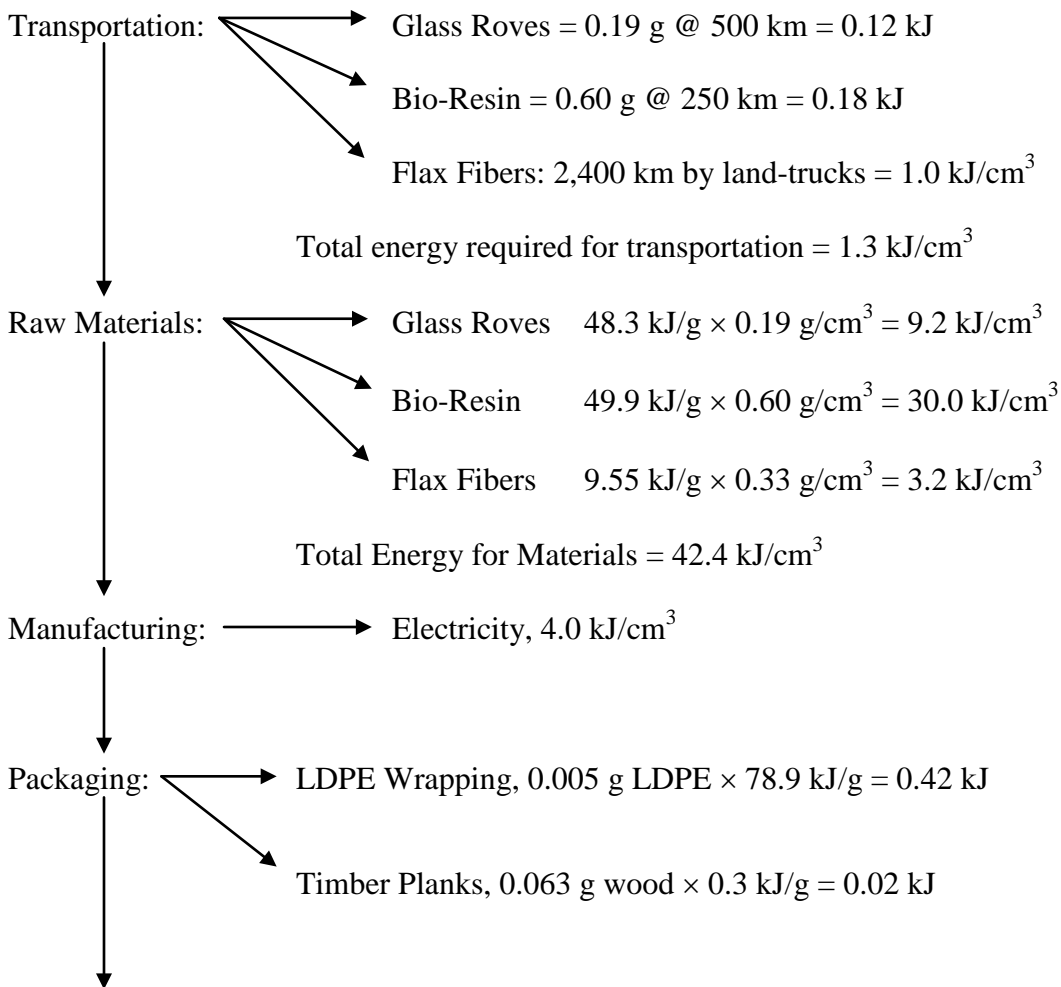 Transportation: Glass Roves = 0.19 g @ 500 km = 0.12 kJ
Bio-Resin = 0.60 g @ 250 km = 0.18 kJ
Flax Fibers: 2,400 km by land-trucks = 1.0 kJ/cm³
Total energy required for transportation = 1.3 kJ/cm³
Raw Materials: Glass Roves 48.3 kJ/g × 0.19 g/cm³ = 9.2 kJ/cm³
Bio-Resin 49.9 kJ/g × 0.60 g/cm³ = 30.0 kJ/cm³
Flax Fibers 9.55 kJ/g × 0.33 g/cm³ = 3.2 kJ/cm³
Total Energy for Materials = 42.4 kJ/cm³
Manufacturing: Electricity, 4.0 kJ/cm³
Packaging: LDPE Wrapping, 0.005 g LDPE × 78.9 kJ/g = 0.42 kJ
Timber Planks, 0.063 g wood × 0.3 kJ/g = 0.02 kJ